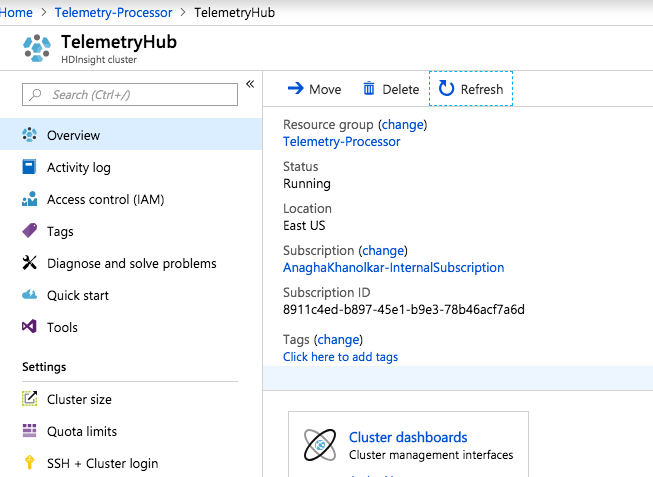 Home > Telemetry-Processor > TelemetryHub
TelemetryHub
HDInsight cluster
Search (Ctrl+/)
«
Overview
Activity log
Access control (IAM)
Tags
Diagnose and solve problems
Quick start
Tools
Settings
Cluster size
Quota limits
SSH + Cluster login
Move Delete Refresh
Resource group (change)
Telemetry-Processor
Status
Running
Location
East US
Subscription (change)
AnaghaKhanolkar-InternalSubscription
Subscription ID
8911c4ed-b897-45e1-b9e3-78b46acf7a6d
Tags (change)
Click here to add tags
Cluster dashboards
Cluster management interfaces